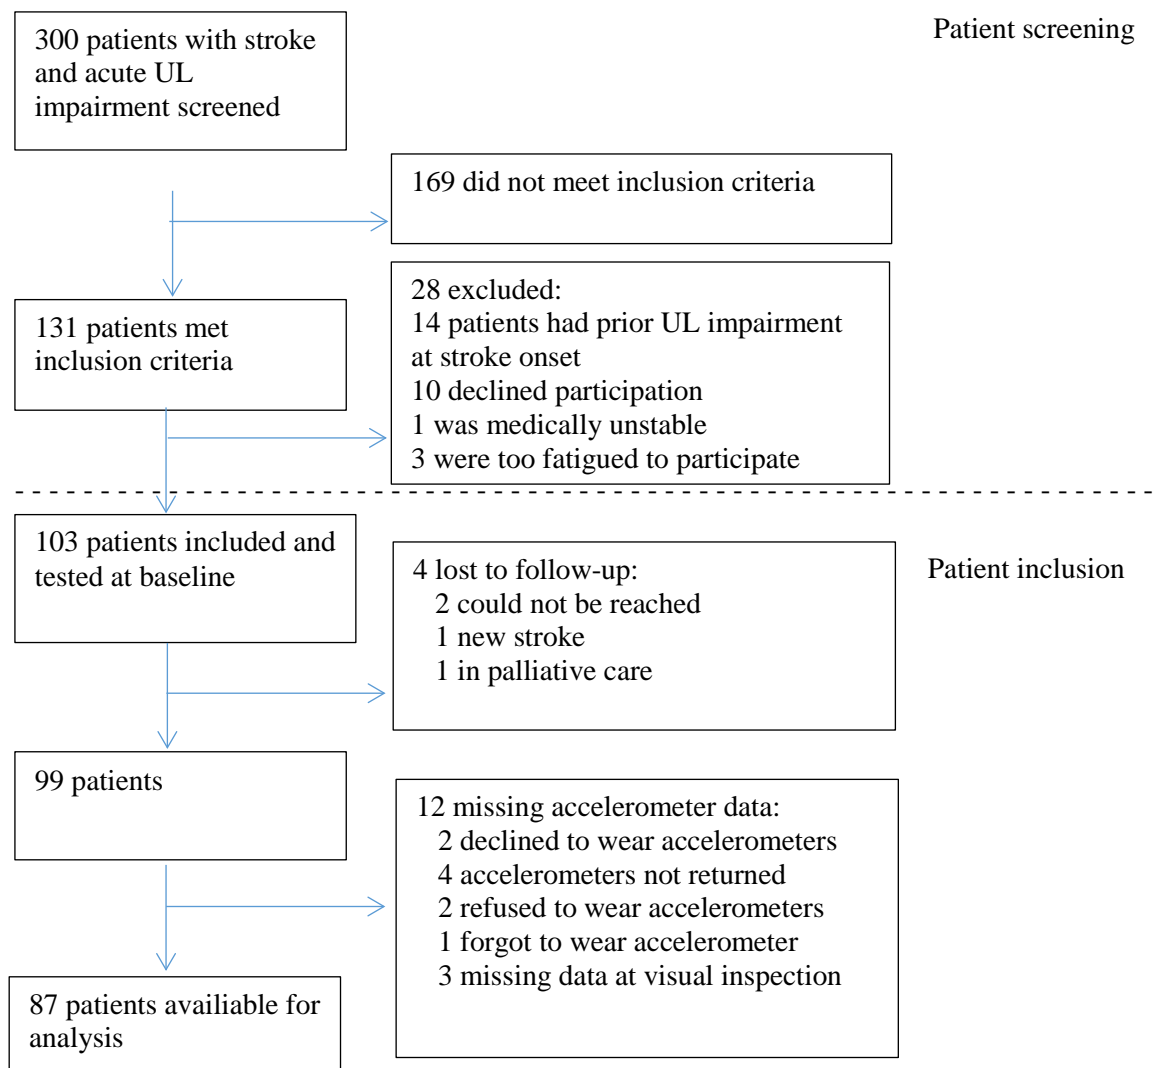 300 patients with stroke
and acute UL
impairment screened
Patient screening
169 did not meet inclusion criteria
131 patients met
inclusion criteria
28 excluded:
14 patients had prior UL impairment
at stroke onset
10 declined participation
1 was medically unstable
3 were too fatigued to participate
103 patients included and
tested at baseline
Patient inclusion
4 lost to follow-up:
2 could not be reached
1 new stroke
1 in palliative care
99 patients
12 missing accelerometer data:
2 declined to wear accelerometers
4 accelerometers not returned
2 refused to wear accelerometers
1 forgot to wear accelerometer
3 missing data at visual inspection
87 patients availiable for
analysis